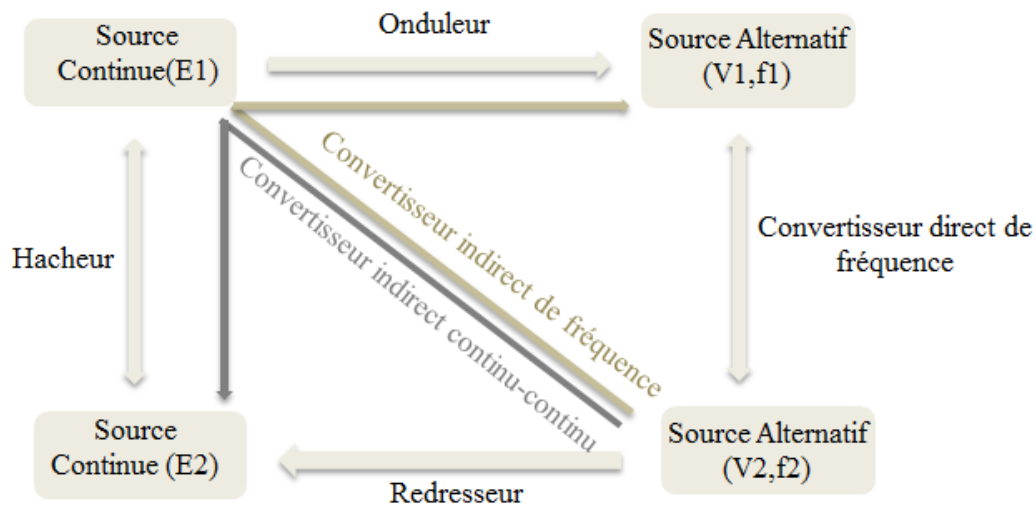 Source
Continue(E1)
Onduleur
Source Alternatif
(V1,f1)
Convertisseur indirect de fréquence
Convertisseur indirect continu-continu
Hacheur
Convertisseur direct de
fréquence
Source
Continue (E2)
Redresseur
Source Alternatif
(V2,f2)